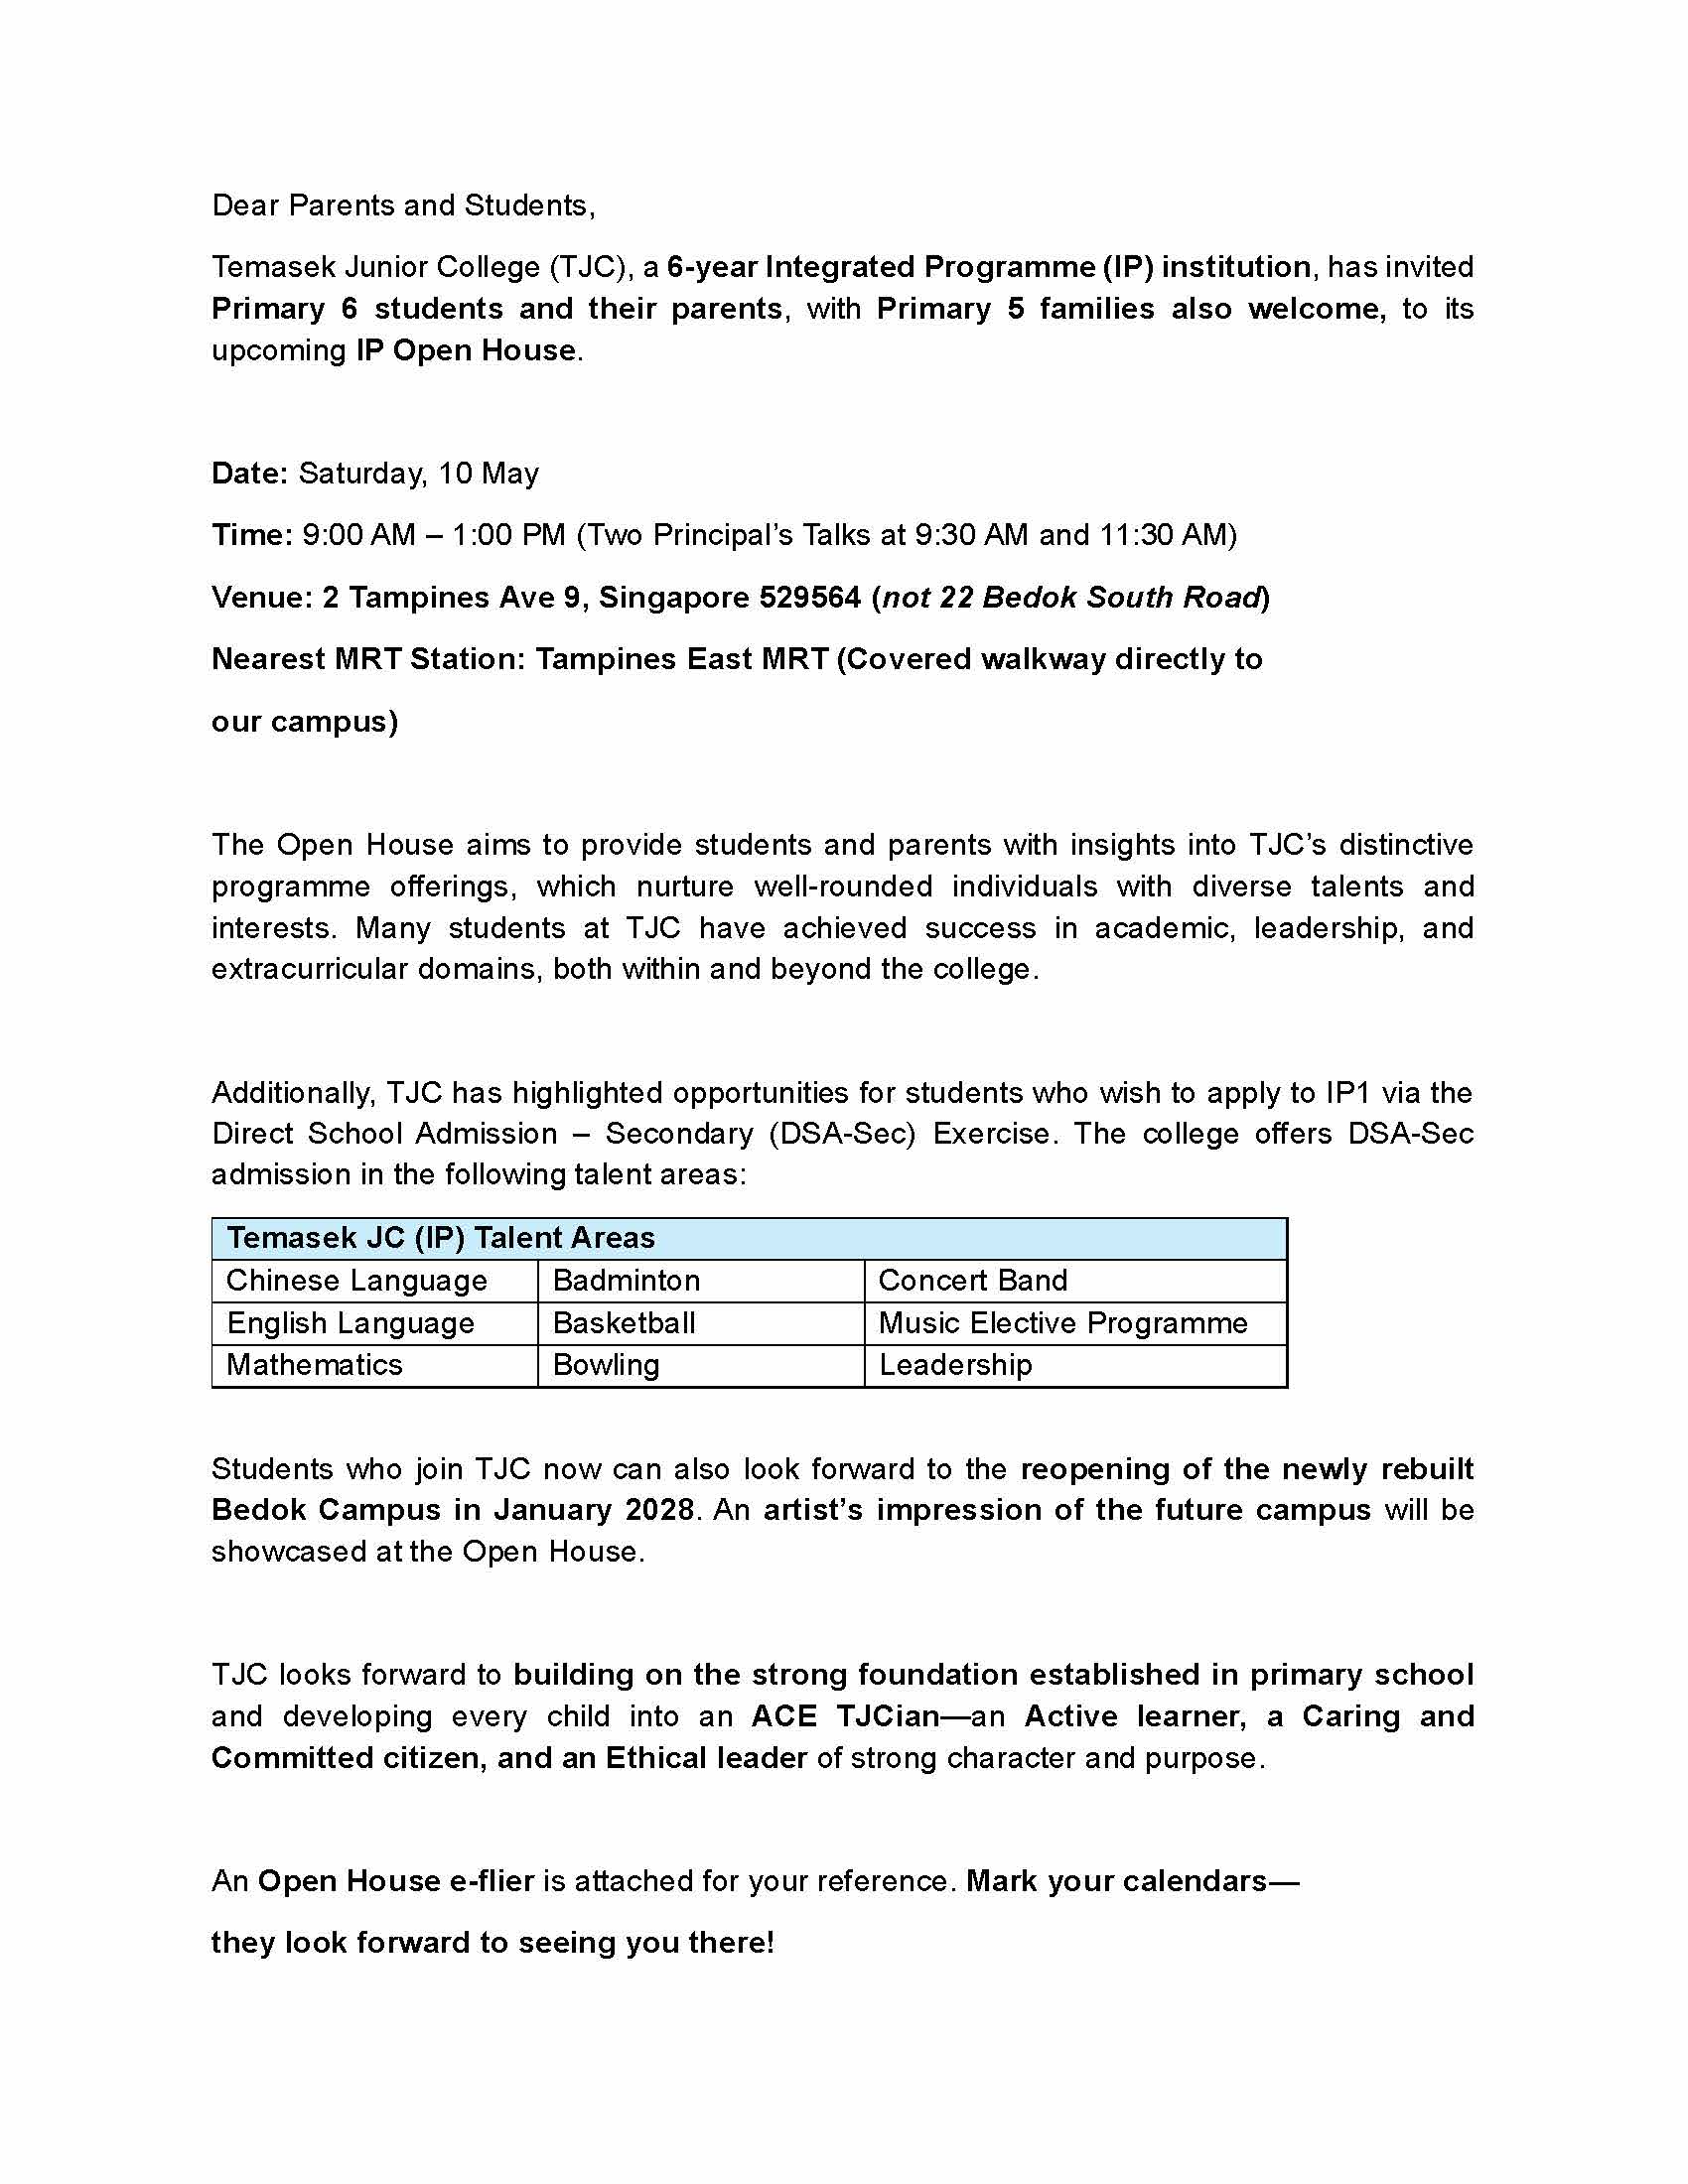 Dear Parents and Students,
Temasek Junior College (TJC), a 6-year Integrated Programme (IP) institution, has invited
Primary 6 students and their parents, with Primary 5 families also welcome, to its
upcoming IP Open House.
Date: Saturday, 10 May
Time: 9:00 AM – 1:00 PM (Two Principal’s Talks at 9:30 AM and 11:30 AM)
Venue: 2 Tampines Ave 9, Singapore 529564 (not 22 Bedok South Road)
Nearest MRT Station: Tampines East MRT (Covered walkway directly to
our campus)
The Open House aims to provide students and parents with insights into TJC’s distinctive
programme offerings, which nurture well-rounded individuals with diverse talents and
interests. Many students at TJC have achieved success in academic, leadership, and
extracurricular domains, both within and beyond the college.
Additionally, TJC has highlighted opportunities for students who wish to apply to IP1 via the
Direct School Admission – Secondary (DSA-Sec) Exercise. The college offers DSA-Sec
admission in the following talent areas:
Temasek JC (IP) Talent Areas
Chinese Language Badminton Concert Band
English Language Basketball Music Elective Programme
Mathematics Bowling Leadership
Students who join TJC now can also look forward to the reopening of the newly rebuilt
Bedok Campus in January 2028. An artist’s impression of the future campus will be
showcased at the Open House.
TJC looks forward to building on the strong foundation established in primary school
and developing every child into an ACE TJCian—an Active learner, a Caring and
Committed citizen, and an Ethical leader of strong character and purpose.
An Open House e-flier is attached for your reference. Mark your calendars—
they look forward to seeing you there!